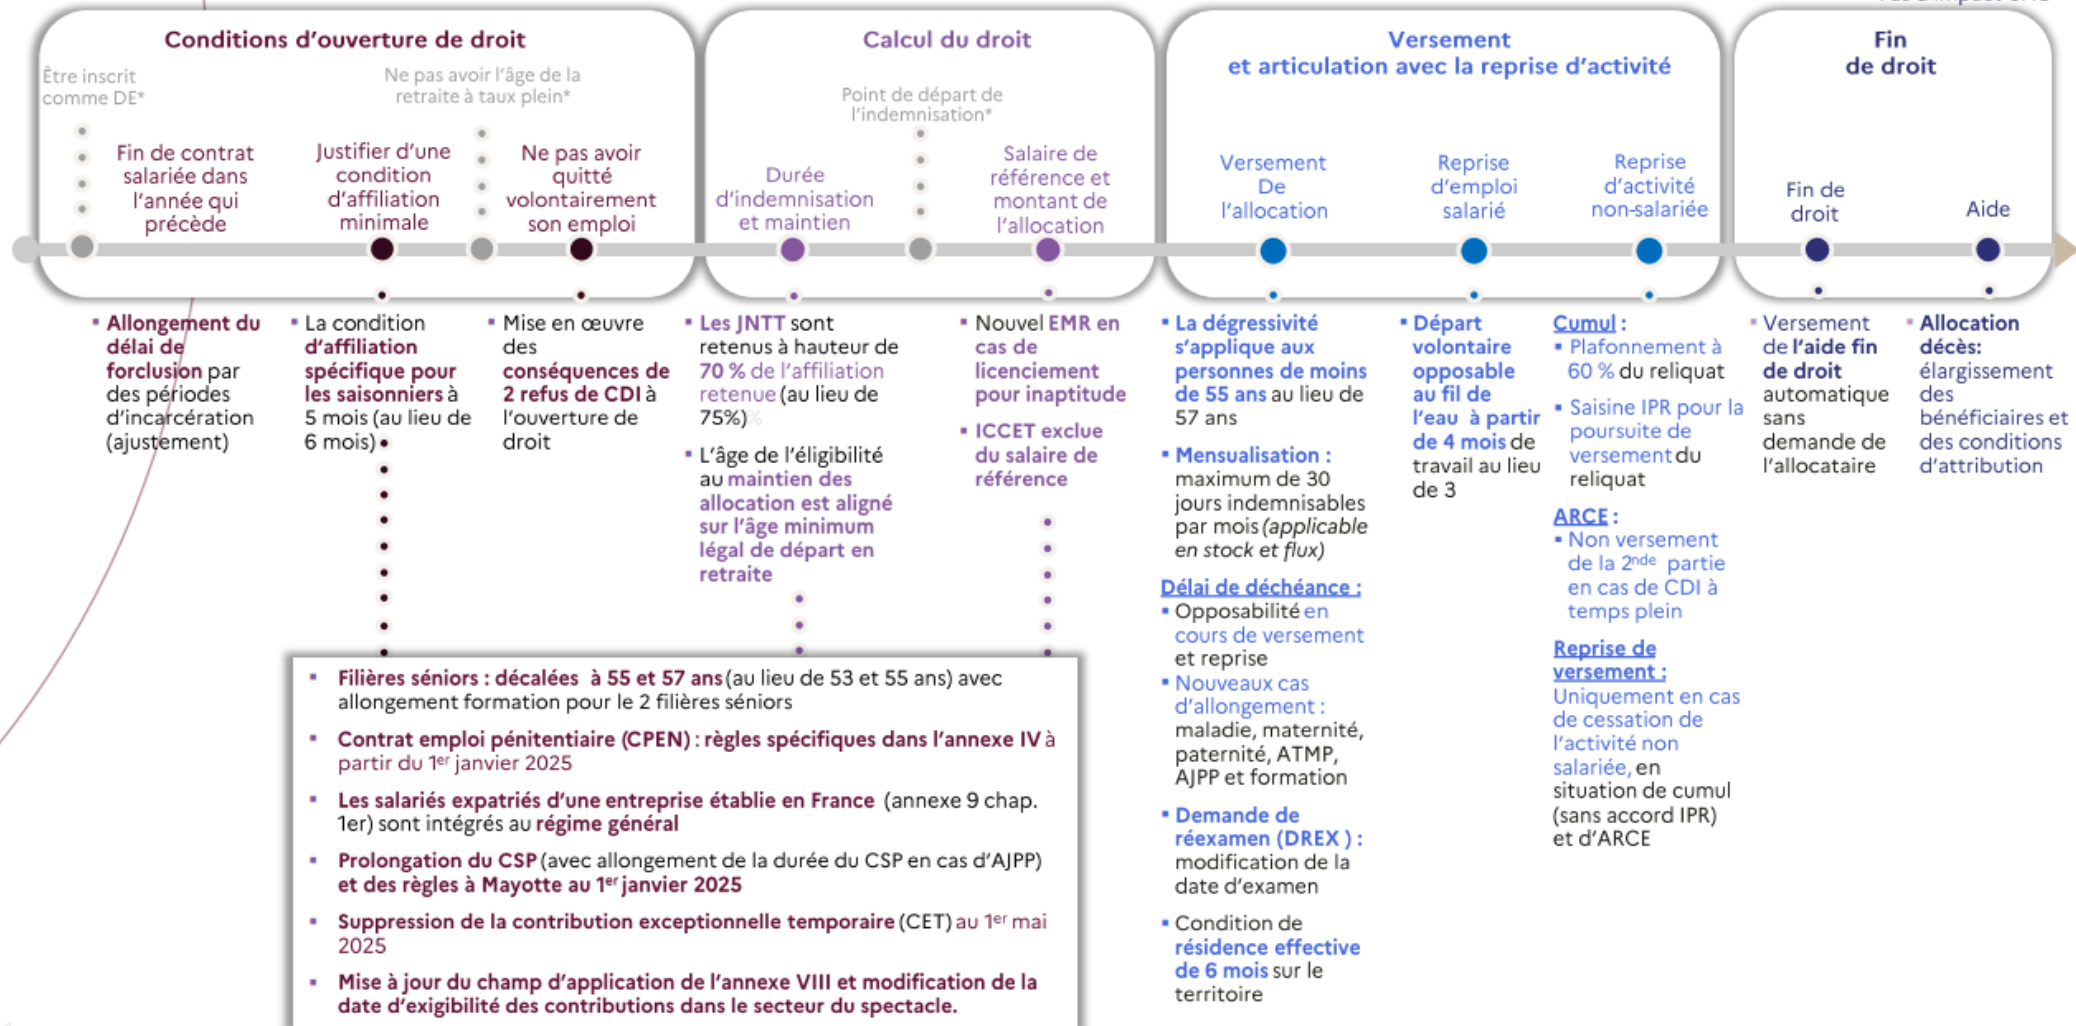 Conditions d'ouverture de droit
Être inscrit
comme DE*
Ne pas avoir l'âge de la
retraite à taux plein*
Fin de contrat
salariée dans
l'année qui
précède
Justifier d'une
condition
d'affiliation
minimale
Ne pas avoir
quitté
volontairement
son emploi
Calcul du droit
Point de départ de
l'indemnisation*
Durée
d'indemnisation
et maintien
Salaire de
référence et
montant de
l'allocation
Versement
et articulation avec la reprise d'activité
Versement
De
l'allocation
Reprise
d'emploi
salarié
Reprise
d'activité
non-salariée
Fin
de droit
Fin de
droit
Aide
▪ Allongement du
délai de
forclusion par
des périodes
d'incarcération
(ajustement)
▪ La condition
d'affiliation
spécifique pour
les saisonniers à
5 mois (au lieu de
6 mois)
▪ Mise en œuvre
des
conséquences de
2 refus de CDI à
l'ouverture de
droit
▪ Les JNTT sont
retenus à hauteur de
70 % de l'affiliation
retenue (au lieu de
75%)%
▪ L'âge de l'éligibilité
au maintien des
allocation est aligné
sur l'âge minimum
légal de départ en
retraite
▪ Nouvel EMR en
cas de
licenciement
pour inaptitude
▪ ICCET exclue
du salaire de
référence
▪ La dégressivité
s'applique aux
personnes de moins
de 55 ans au lieu de
57 ans
▪ Mensualisation :
maximum de 30
jours indemnisables
par mois (applicable
en stock et flux)
Délai de déchéance :
▪ Opposabilité en
cours de versement
et reprise
▪ Nouveaux cas
d'allongement :
maladie, maternité,
paternité, ATMP,
AJPP et formation
▪ Demande de
réexamen (DREX ) :
modification de la
date d'examen
▪ Condition de
résidence effective
de 6 mois sur le
territoire
▪ Départ
volontaire
opposable
au fil de
l'eau à partir
de 4 mois de
travail au lieu
de 3
Cumul :
▪ Plafonnement à
60 % du reliquat
▪ Saisine IPR pour la
poursuite de
versement du
reliquat
ARCE :
▪ Non versement
de la 2nde partie
en cas de CDI à
temps plein
Reprise de
versement :
Uniquement en cas
de cessation de
l'activité non
salariée, en
situation de cumul
(sans accord IPR)
et d'ARCE
▪ Versement
de l'aide fin
de droit
automatique
sans
demande de
l'allocataire
▪ Allocation
décès:
élargissement
des
bénéficiaires et
des conditions
d'attribution
▪ Filières séniors : décalées à 55 et 57 ans (au lieu de 53 et 55 ans) avec
allongement formation pour le 2 filières séniors
▪ Contrat emploi pénitentiaire (CPEN) : règles spécifiques dans l'annexe IV à
partir du 1er janvier 2025
▪ Les salariés expatriés d'une entreprise établie en France (annexe 9 chap.
1er) sont intégrés au régime général
▪ Prolongation du CSP (avec allongement de la durée du CSP en cas d'AJPP)
et des règles à Mayotte au 1er janvier 2025
▪ Suppression de la contribution exceptionnelle temporaire (CET) au 1er mai
2025
▪ Mise à jour du champ d'application de l'annexe VIII et modification de la
date d'exigibilité des contributions dans le secteur du spectacle.